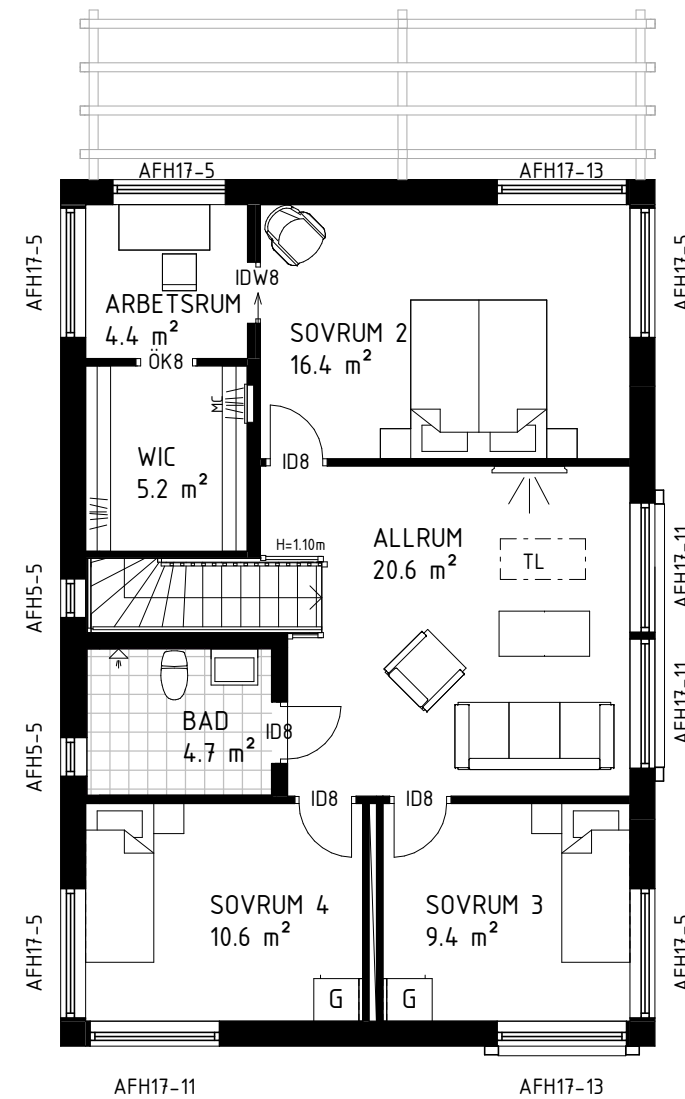 AFH17-5
AFH17-13
AFH17-5
AFH17-5
IDW8
ARBETSRUM
4.4 m²
SOVRUM 2
16.4 m²
ÖK8
MC
WIC
5.2 m²
ID8
H=1.10m
ALLRUM
20.6 m²
TL
AFH17-11
AFH5-5
AFH17-11
BAD
4.7 m²
ID8
AFH5-5
ID8
ID8
SOVRUM 4
10.6 m²
SOVRUM 3
9.4 m²
AFH17-5
AFH17-5
G
G
AFH17-11
AFH17-13